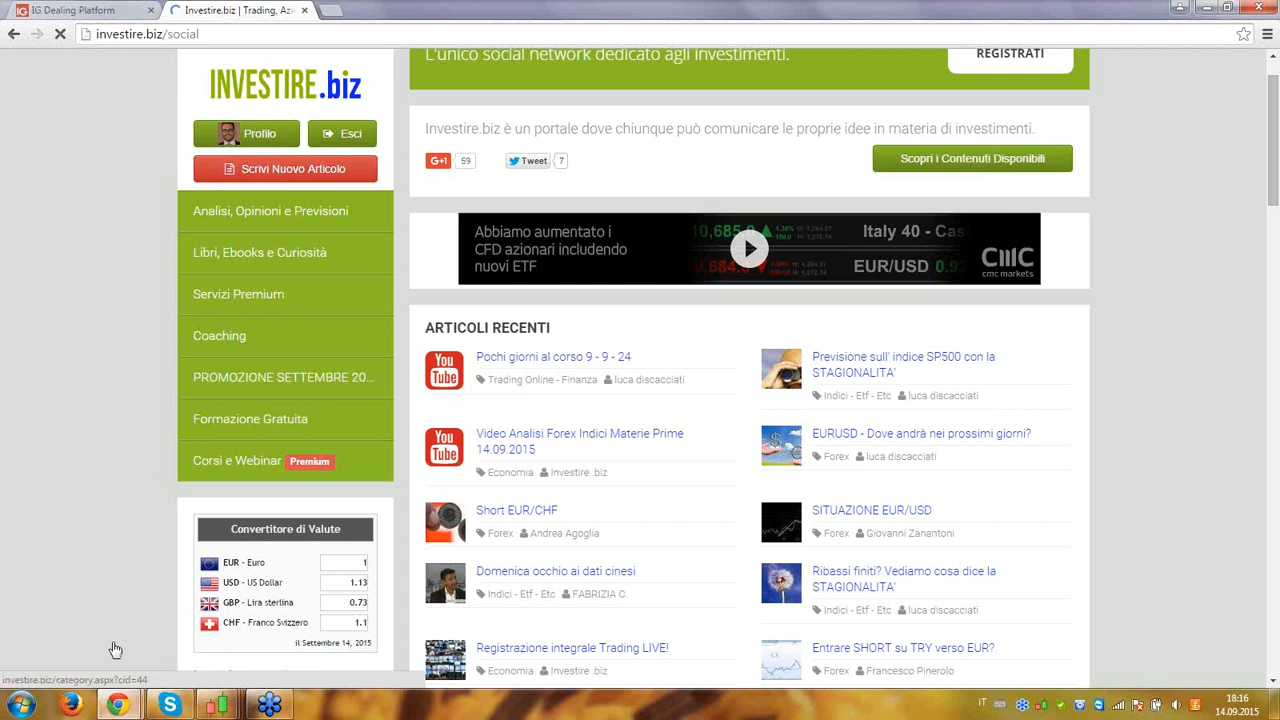 IG Dealing Platform
Investire.biz | Trading, Az
investire.biz/social
INVESTIRE.biz
Profilo
Esci
Scrivi Nuovo Articolo
Analisi, Opinioni e Previsioni
Libri, Ebooks e Curiosità
Servizi Premium
Coaching
PROMOZIONE SETTEMBRE 20...
Formazione Gratuita
Corsi e Webinar Premium
Convertitore di Valute
EUR - Euro 1
USD - US Dollar 1.13
GBP - Lira sterlina 0.73
CHF - Franco Svizzero 1.1
il Settembre 14, 2015
L'unico social network dedicato agli investimenti.
REGISTRATI
Investire.biz è un portale dove chiunque può comunicare le proprie idee in materia di investimenti.
G+1 59 Tweet 7
Scopri i Contenuti Disponibili
Abbiamo aumentato i
CFD azionari includendo
nuovi ETF
Italy 40 - Cas
EUR/USD 0.92
cmc
cmc markets
ARTICOLI RECENTI
You Tube
Pochi giorni al corso 9 - 9 - 24
Trading Online - Finanza luca discacciati
Previsione sull' indice SP500 con la
STAGIONALITA'
Indici - Etf - Etc luca discacciati
You Tube
Video Analisi Forex Indici Materie Prime
14.09.2015
Economia Investire .biz
EURUSD - Dove andrà nei prossimi giorni?
Forex luca discacciati
Short EUR/CHF
Forex Andrea Agoglia
SITUAZIONE EUR/USD
Forex Giovanni Zanantoni
Domenica occhio ai dati cinesi
Indici - Etf - Etc FABRIZIA C.
Ribassi finiti? Vediamo cosa dice la
STAGIONALITA'
Indici - Etf - Etc luca discacciati
Registrazione integrale Trading LIVE!
Economia Investire .biz
Entrare SHORT su TRY verso EUR?
Forex Francesco Pinerolo
investire.biz/category.aspx?cid=44
IT
18:16
14.09.2015